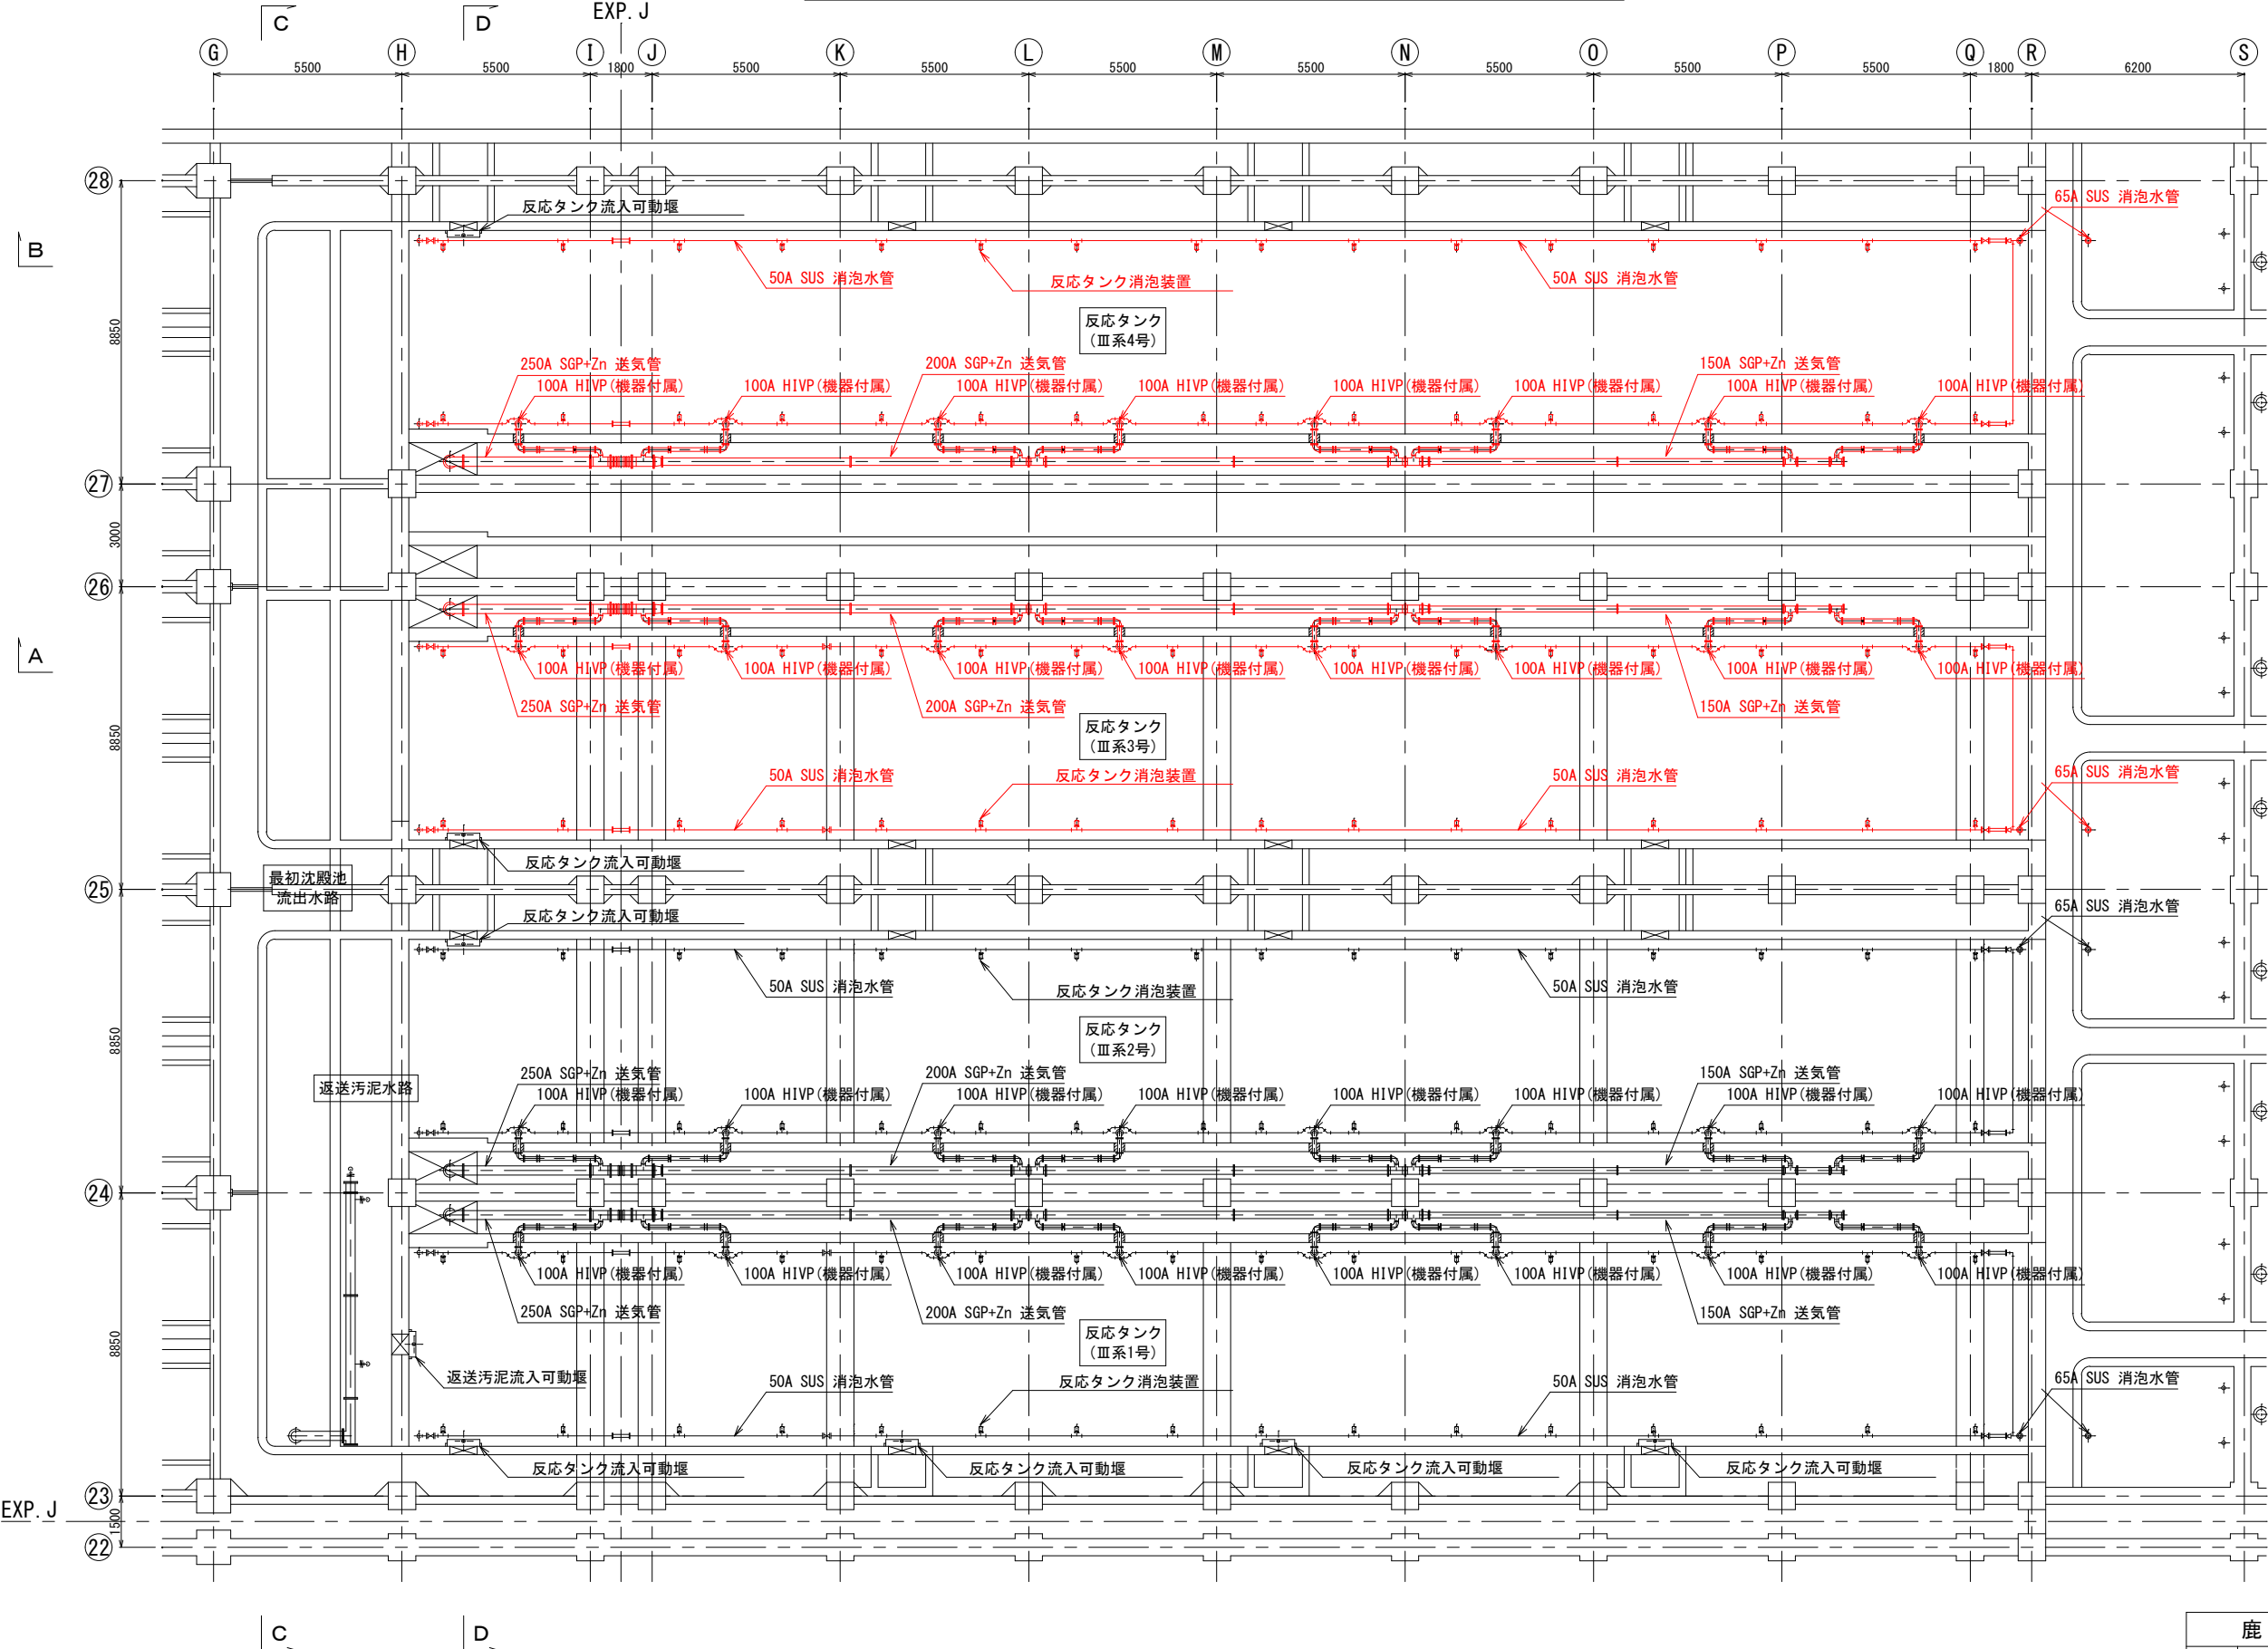 C
D
EXP. J
G
H
I
J
K
L
M
N
O
P
Q
R
S
5500
5500
1800
5500
5500
5500
5500
5500
5500
5500
1800
6200
28
反応タンク流入可動堰
65A SUS 消泡水管
B
50A SUS 消泡水管
反応タンク消泡装置
50A SUS 消泡水管
反応タンク
(Ⅲ系4号)
8850
250A SGP+Zn 送気管
200A SGP+Zn 送気管
150A SGP+Zn 送気管
100A HIVP(機器付属)
100A HIVP(機器付属)
100A HIVP(機器付属)
100A HIVP(機器付属)
100A HIVP(機器付属)
100A HIVP(機器付属)
100A HIVP(機器付属)
100A HIVP(機器付属)
27
3000
26
A
100A HIVP(機器付属)
100A HIVP(機器付属)
100A HIVP(機器付属)
100A HIVP(機器付属)
100A HIVP(機器付属)
100A HIVP(機器付属)
100A HIVP(機器付属)
100A HIVP(機器付属)
250A SGP+Zn 送気管
200A SGP+Zn 送気管
150A SGP+Zn 送気管
反応タンク
(Ⅲ系3号)
8850
50A SUS 消泡水管
反応タンク消泡装置
50A SUS 消泡水管
65A SUS 消泡水管
反応タンク流入可動堰
最初沈殿池
流出水路
25
反応タンク流入可動堰
65A SUS 消泡水管
50A SUS 消泡水管
反応タンク消泡装置
50A SUS 消泡水管
反応タンク
(Ⅲ系2号)
8850
返送汚泥水路
250A SGP+Zn 送気管
200A SGP+Zn 送気管
150A SGP+Zn 送気管
100A HIVP(機器付属)
100A HIVP(機器付属)
100A HIVP(機器付属)
100A HIVP(機器付属)
100A HIVP(機器付属)
100A HIVP(機器付属)
100A HIVP(機器付属)
100A HIVP(機器付属)
24
100A HIVP(機器付属)
100A HIVP(機器付属)
100A HIVP(機器付属)
100A HIVP(機器付属)
100A HIVP(機器付属)
100A HIVP(機器付属)
100A HIVP(機器付属)
100A HIVP(機器付属)
250A SGP+Zn 送気管
200A SGP+Zn 送気管
150A SGP+Zn 送気管
反応タンク
(Ⅲ系1号)
8850
返送汚泥流入可動堰
50A SUS 消泡水管
反応タンク消泡装置
50A SUS 消泡水管
65A SUS 消泡水管
反応タンク流入可動堰
反応タンク流入可動堰
反応タンク流入可動堰
反応タンク流入可動堰
23
EXP. J
1500
22
C
D
鹿